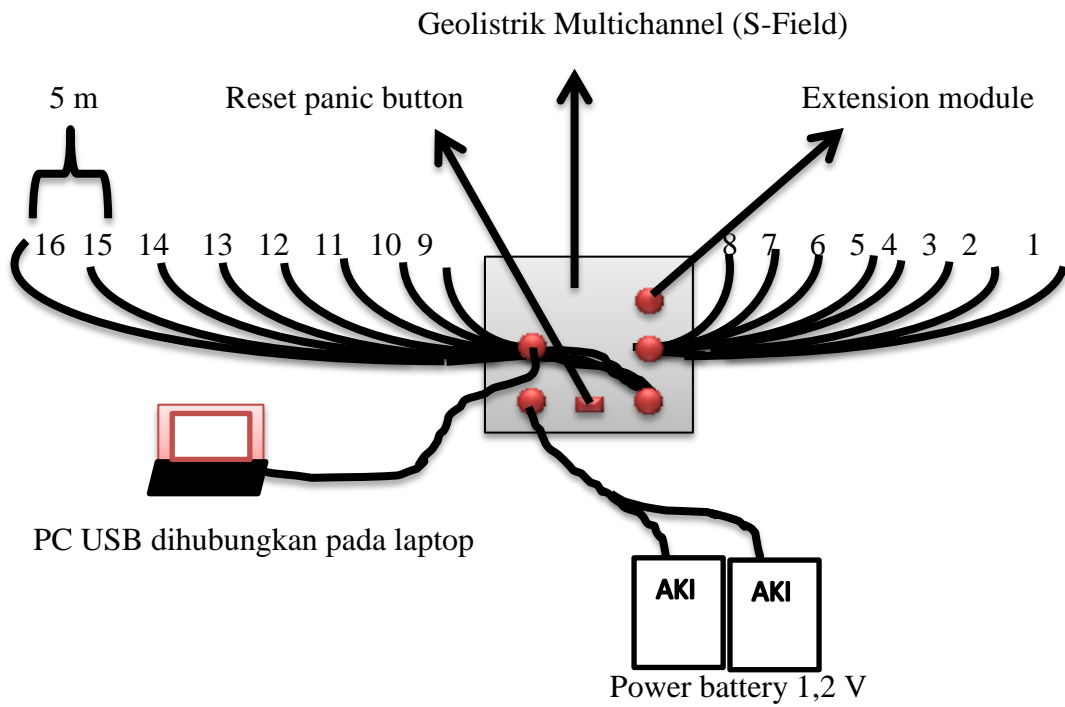 Geolistrik Multichannel (S-Field)
5 m
Reset panic button
Extension module
16 15 14 13 12 11 10 9 8 7 6 5 4 3 2 1
PC USB dihubungkan pada laptop
AKI AKI
Power battery 1,2 V